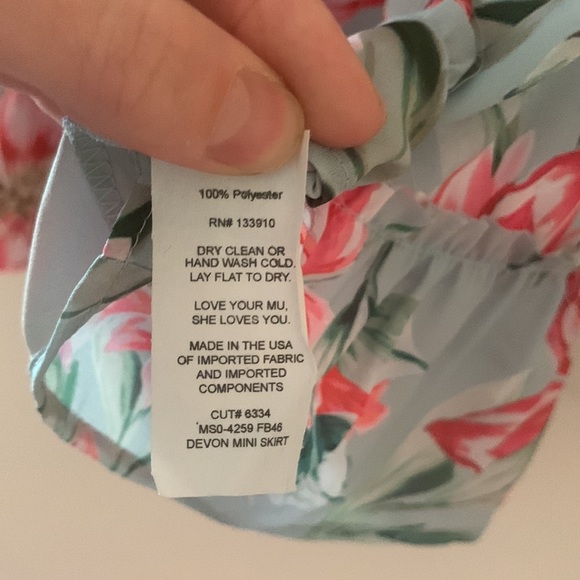 100% Polyester
RN# 133910
DRY CLEAN OR
HAND WASH COLD.
LAY FLAT TO DRY.
LOVE YOUR MU,
SHE LOVES YOU.
MADE IN THE USA
OF IMPORTED FABRIC
AND IMPORTED
COMPONENTS
CUT# 6334
MS0-4259 FB46
DEVON MINI SKIRT